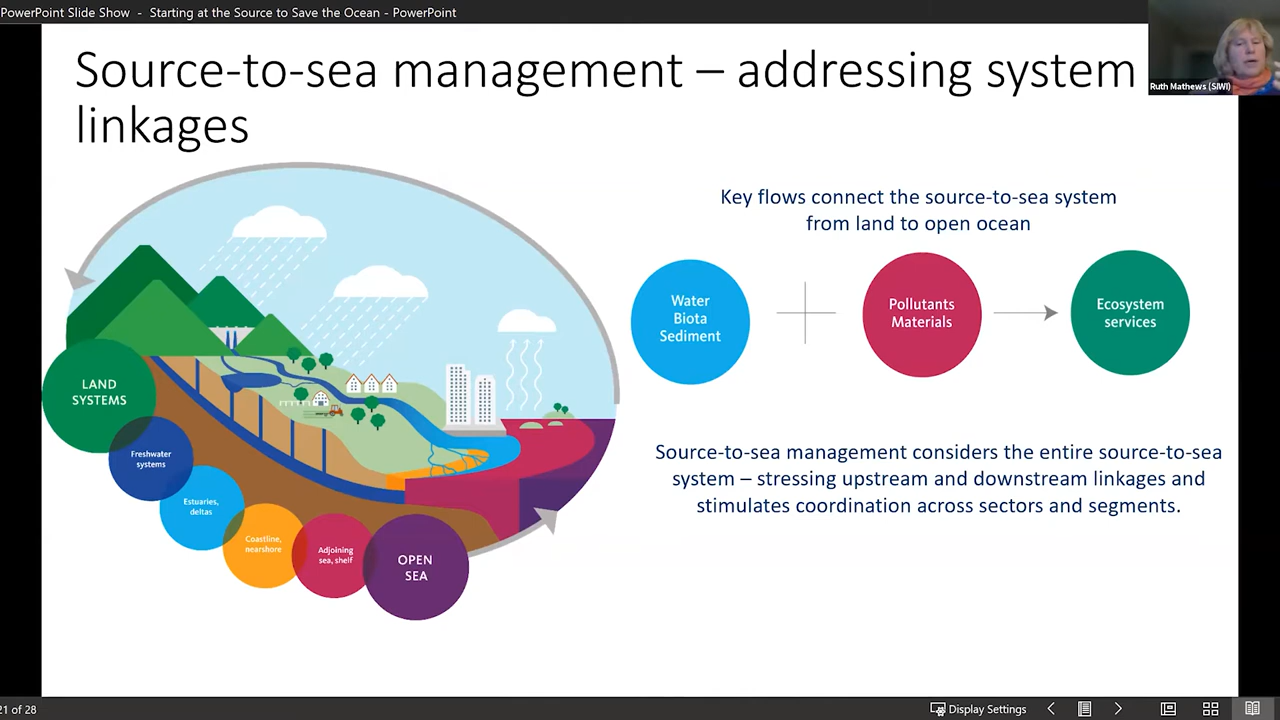 PowerPoint Slide Show - Starting at the Source to Save the Ocean - PowerPoint
Ruth Mathews (SIWI)
Source-to-sea management – addressing system
linkages
Key flows connect the source-to-sea system
from land to open ocean
Water
Biota
Sediment
Pollutants
Materials
Ecosystem
services
LAND
SYSTEMS
Freshwater
systems
Estuaries,
deltas
Coastline,
nearshore
Adjoining
sea, shelf
OPEN
SEA
Source-to-sea management considers the entire source-to-sea
system – stressing upstream and downstream linkages and
stimulates coordination across sectors and segments.
21 of 28
Display Settings